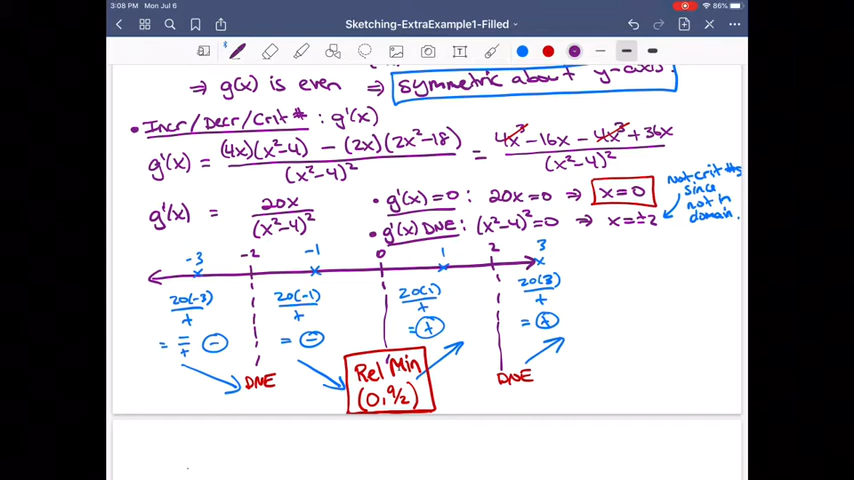 3:08 PM Mon Jul 6
86%
Sketching-ExtraExample1-Filled
⇒ g(x) is even ⇒ symmetric about y-axis.
• Incr/Decr/Crit # : g'(x)
g'(x) = (4x)(x²-4) - (2x)(2x²-18) / (x²-4)² = 4x³ - 16x - 4x³ + 36x / (x²-4)²
g'(x) = 20x / (x²-4)²
• g'(x)=0 : 20x=0 ⇒ x=0
• g'(x) DNE : (x²-4)²=0 ⇒ x=±2
not crit #s
since
not in
domain.
-3 -2 -1 0 1 2 3
20(-3)/+ 20(-1)/+ 20(1)/+ 20(3)/+
= -/+ - = - = + = +
DNE Rel Min DNE
(0, 9/2)